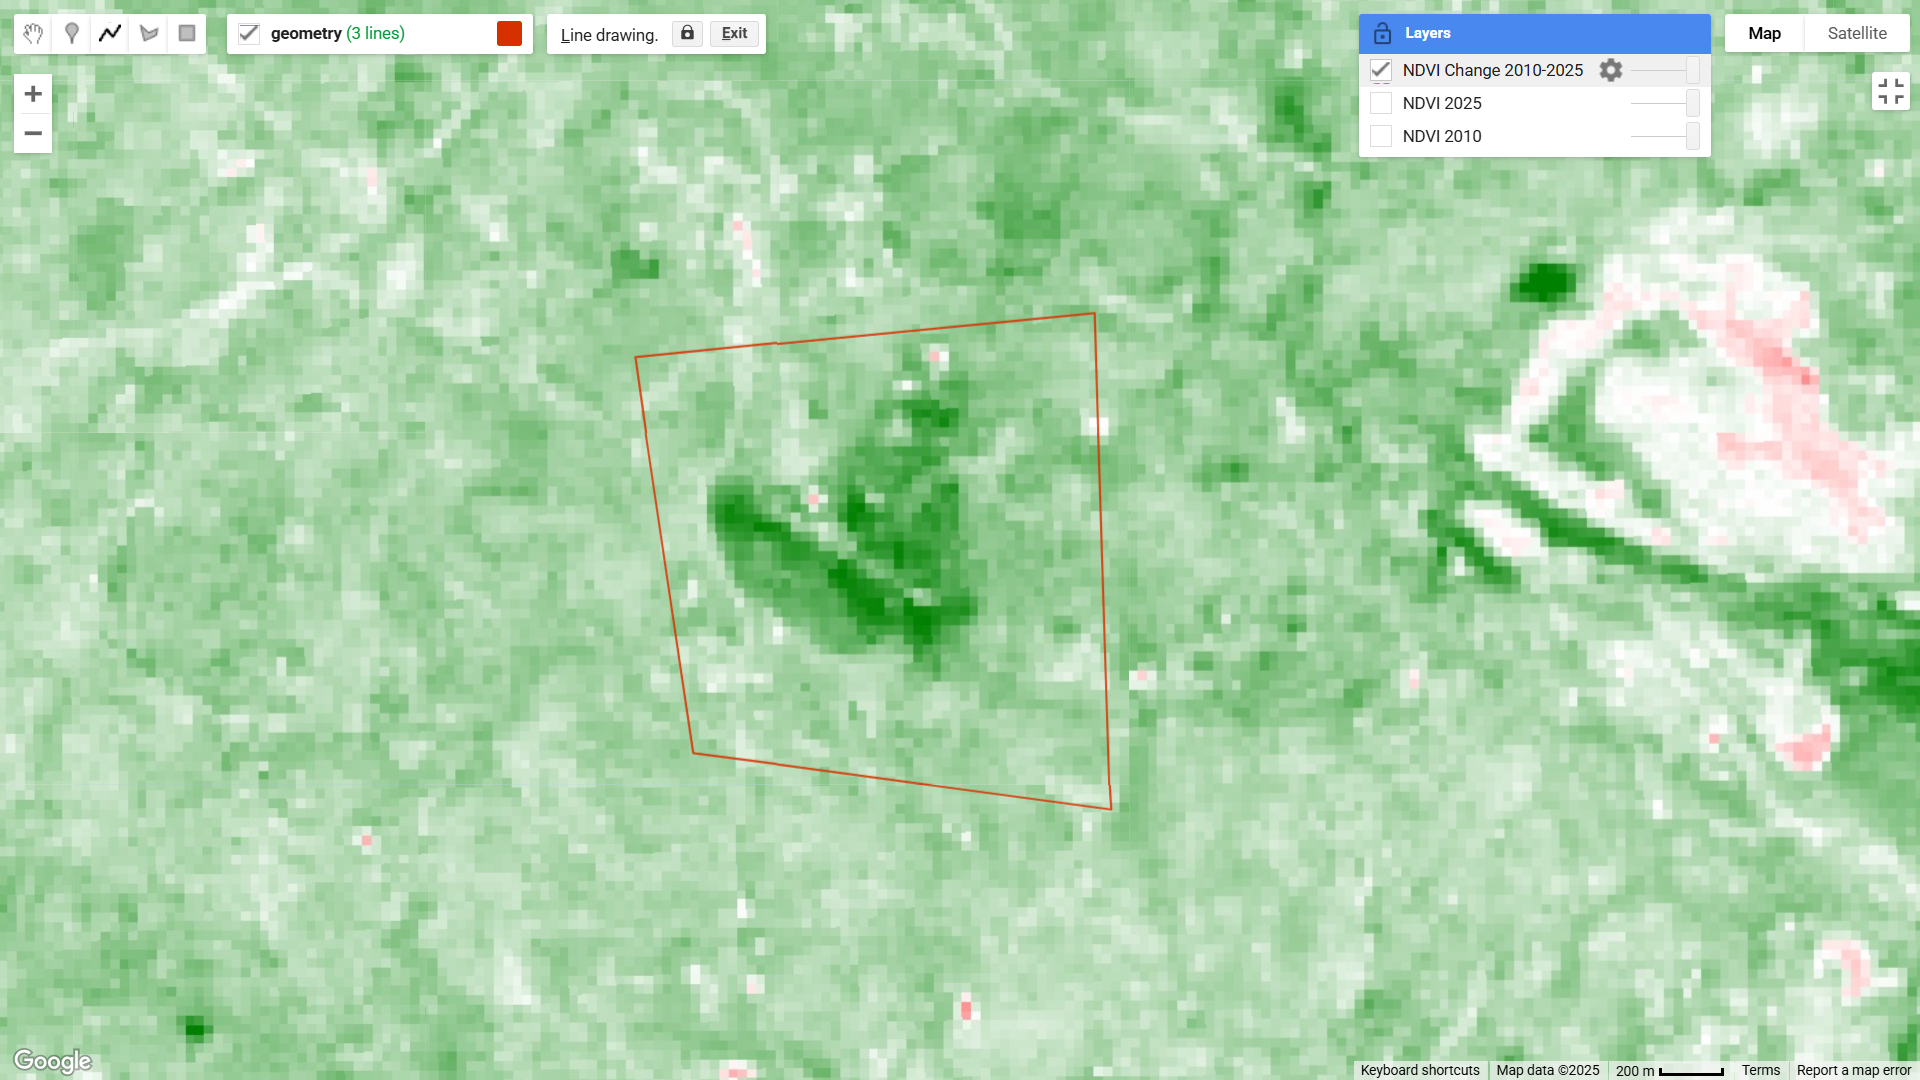 geometry (3 lines)
Line drawing. Exit
Layers
NDVI Change 2010-2025
NDVI 2025
NDVI 2010
Map Satellite
Google
Keyboard shortcuts Map data ©2025 200 m Terms Report a map error